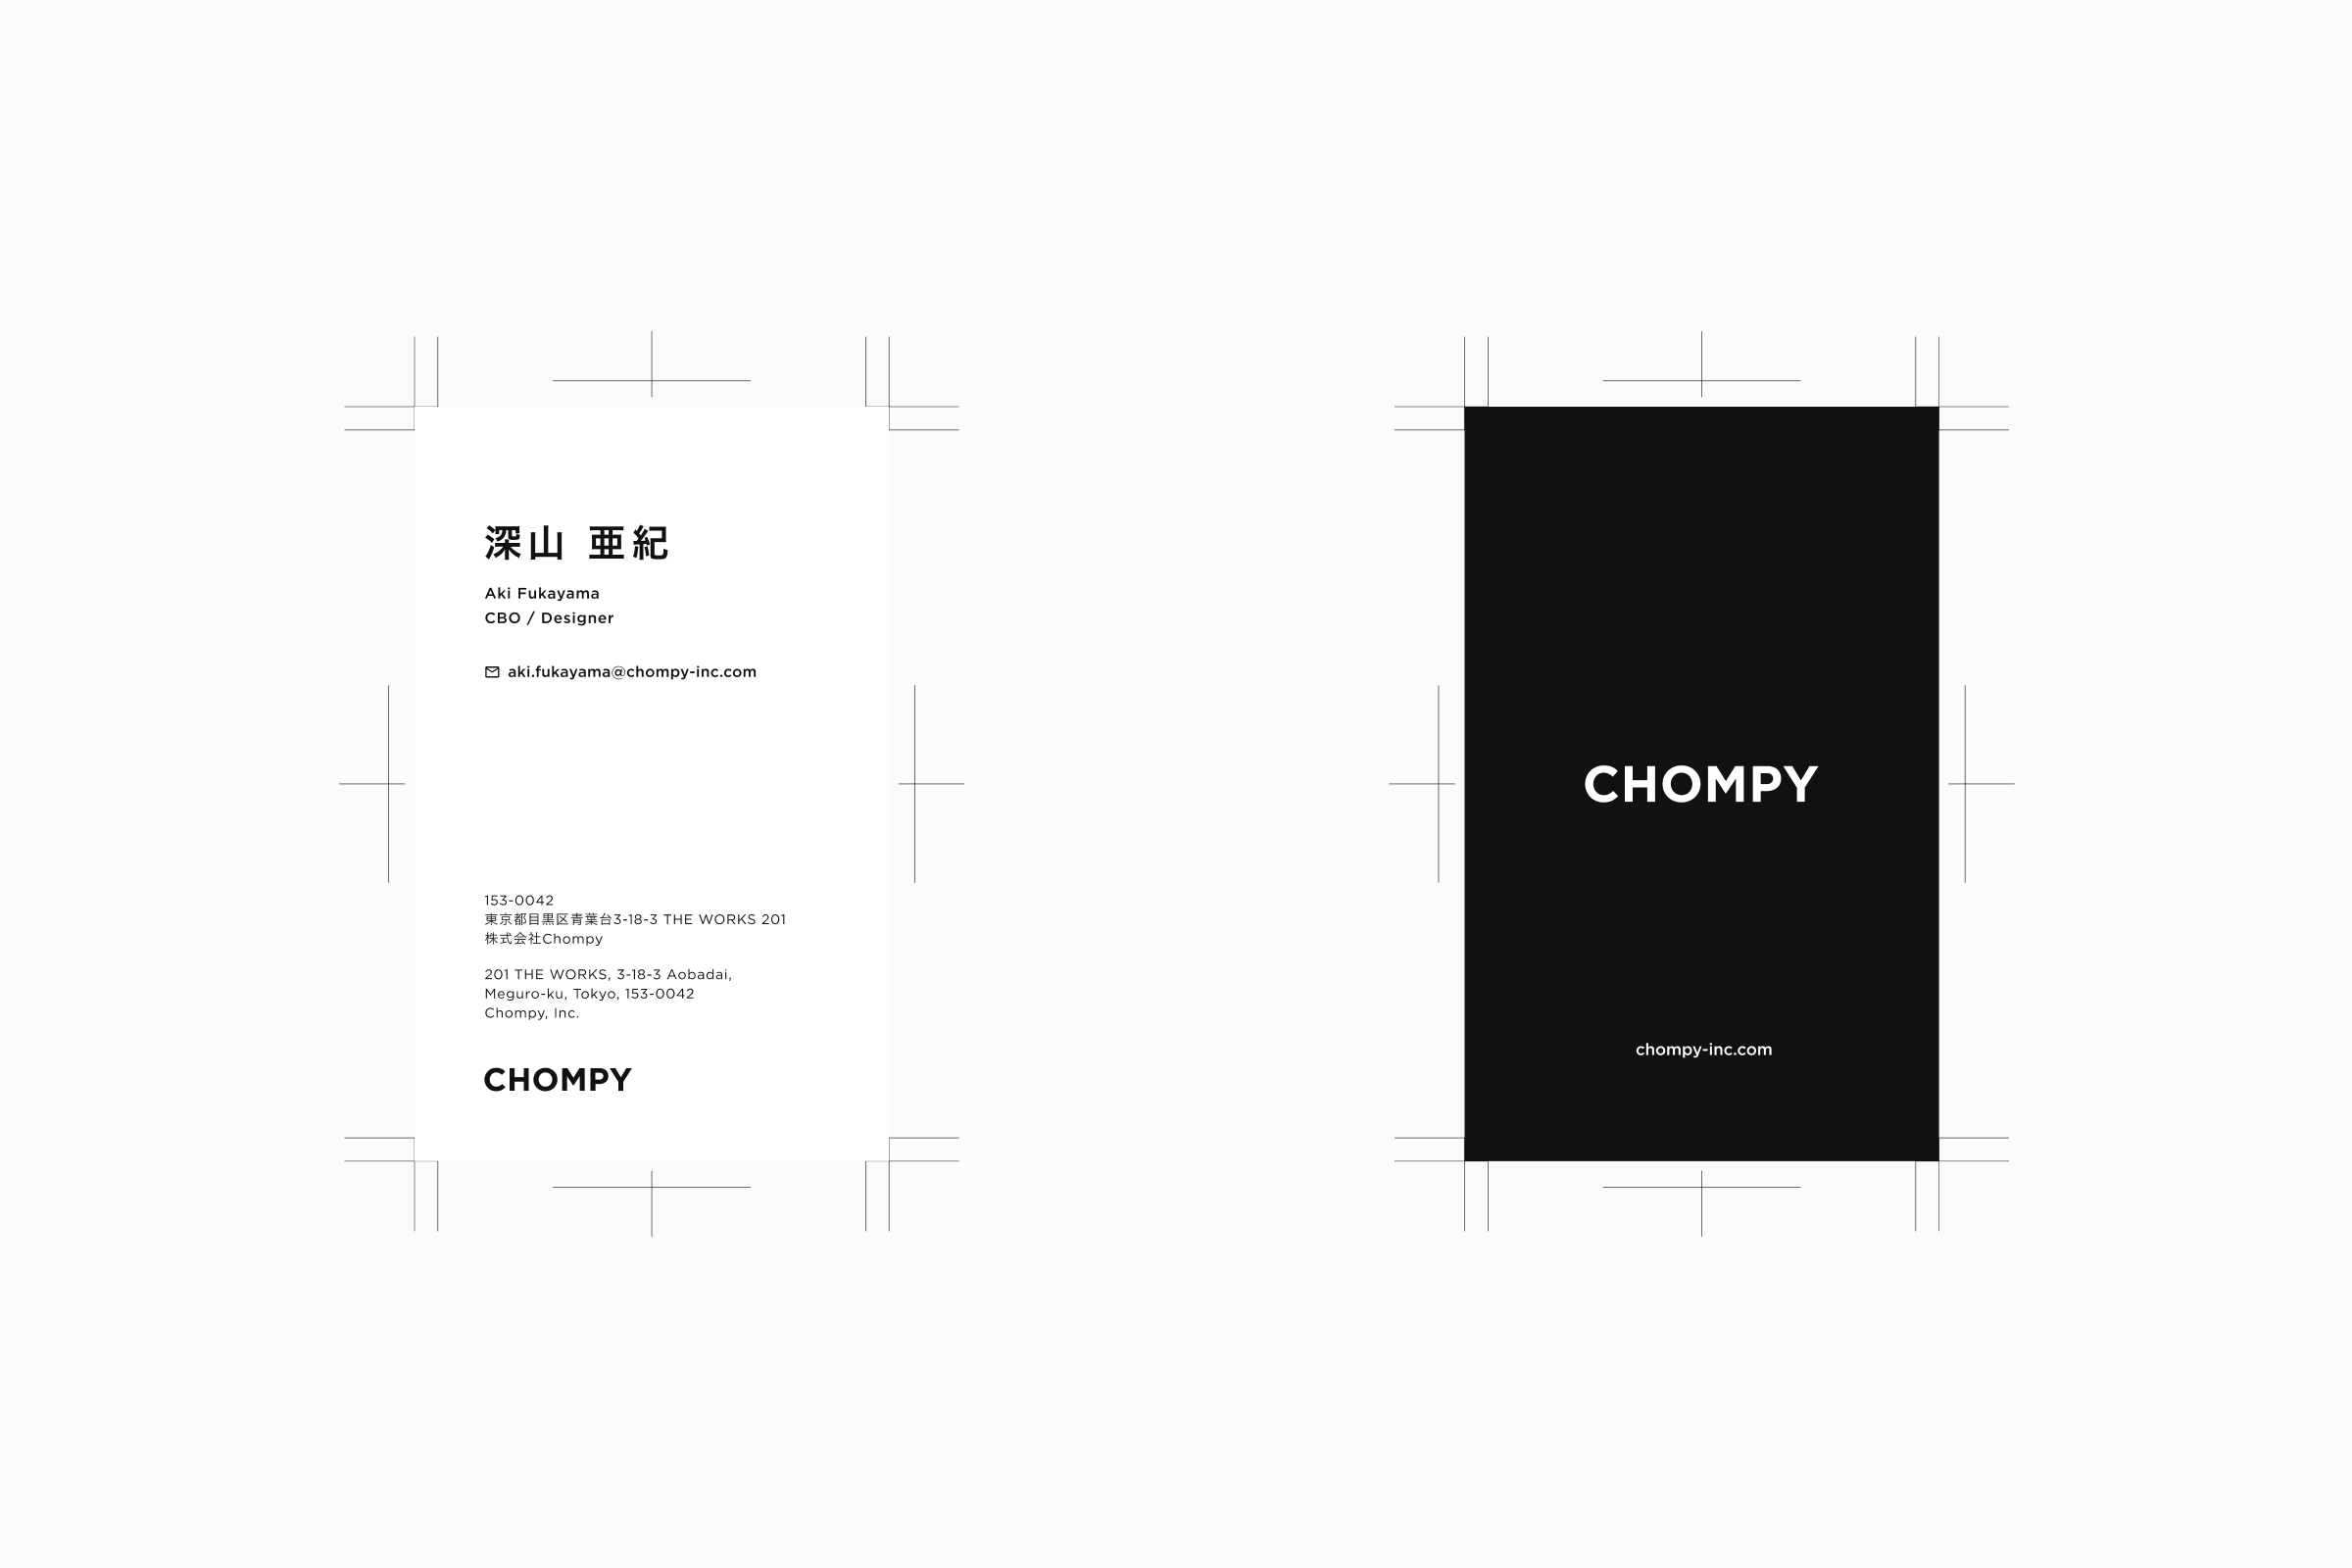 深山 亜紀
Aki Fukayama
CBO / Designer
aki.fukayama@chompy-inc.com
153-0042
東京都目黒区青葉台3-18-3 THE WORKS 201
株式会社Chompy
201 THE WORKS, 3-18-3 Aobadai,
Meguro-ku, Tokyo, 153-0042
Chompy, Inc.
CHOMPY
CHOMPY
chompy-inc.com